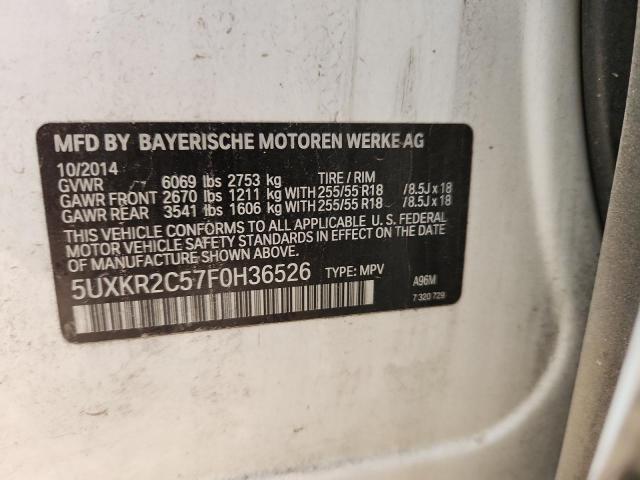 MFD BY BAYERISCHE MOTOREN WERKE AG
10/2014
GVWR 6069 lbs 2753 kg TIRE / RIM
GAWR FRONT 2670 lbs 1211 kg WITH 255/55 R18 /8.5J x 18
GAWR REAR 3541 lbs 1606 kg WITH 255/55 R18 /8.5J x 18
THIS VEHICLE CONFORMS TO ALL APPLICABLE U. S. FEDERAL
MOTOR VEHICLE SAFETY STANDARDS IN EFFECT ON THE DATE
OF MANUFACTURE SHOWN ABOVE.
5UXKR2C57F0H36526 TYPE: MPV A96M
7 320 729